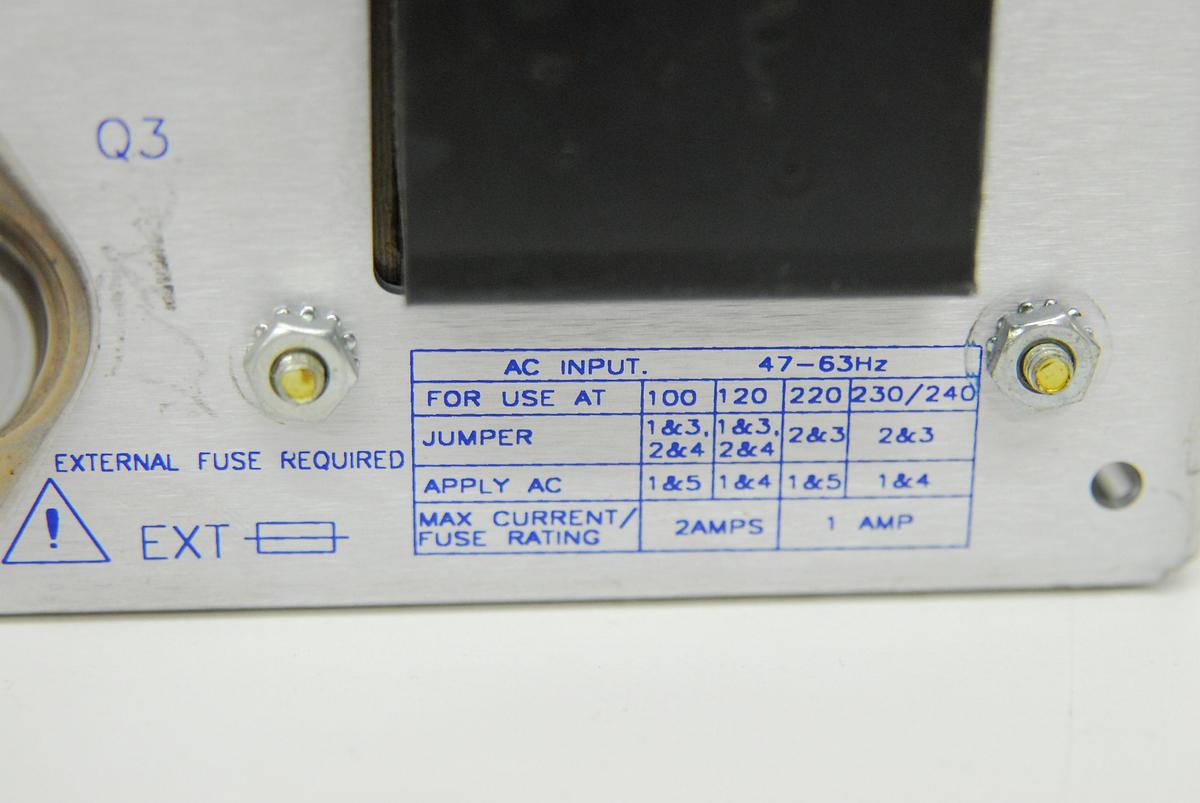 Q3
AC INPUT. 47-63Hz
FOR USE AT 100 120 220 230/240
JUMPER 1&3, 2&4 1&3, 2&4 2&3 2&3
APPLY AC 1&5 1&4 1&5 1&4
MAX CURRENT/
FUSE RATING 2AMPS 1 AMP
EXTERNAL FUSE REQUIRED
! EXT